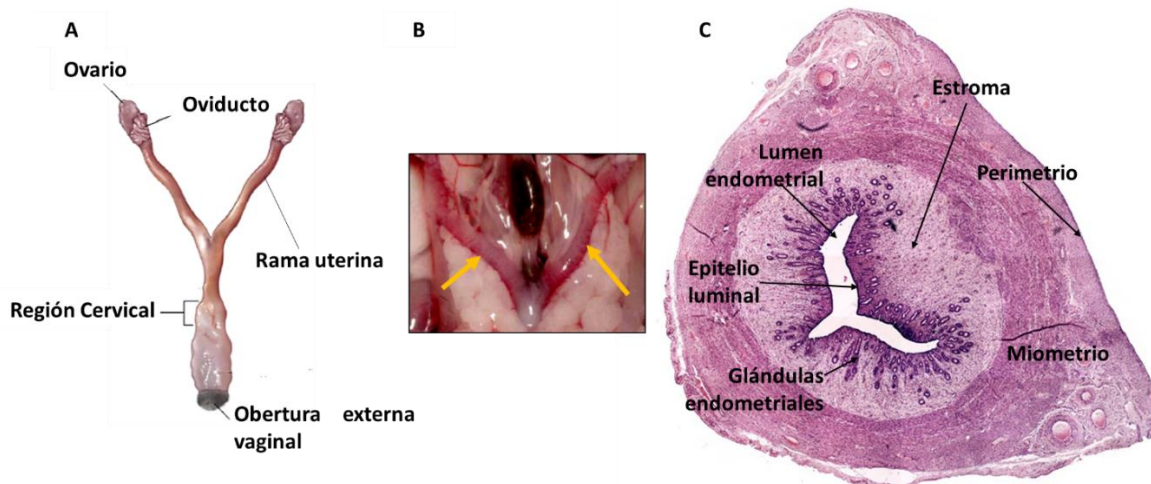 A
Ovario
Oviducto
Rama uterina
Región Cervical
Obertura externa
vaginal
B
C
Estroma
Lumen
endometrial
Perimetrio
Epitelio
luminal
Miometrio
Glándulas
endometriales